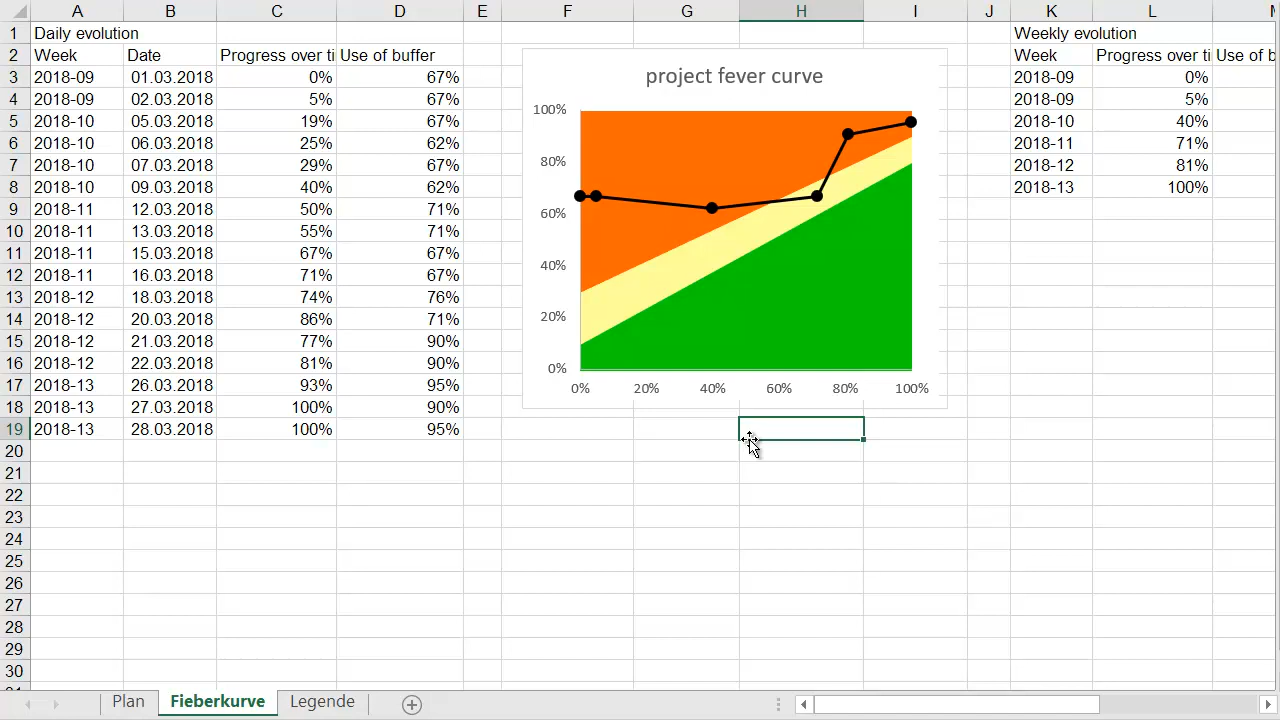 A B C D E F G H I J K L M
1 Daily evolution Weekly evolution
2 Week Date Progress over ti Use of buffer Week Progress over ti Use of b
3 2018-09 01.03.2018 0% 67% 2018-09 0%
4 2018-09 02.03.2018 5% 67% 2018-09 5%
5 2018-10 05.03.2018 19% 67% 2018-10 40%
6 2018-10 06.03.2018 25% 62% 2018-11 71%
7 2018-10 07.03.2018 29% 67% 2018-12 81%
8 2018-10 09.03.2018 40% 62% 2018-13 100%
9 2018-11 12.03.2018 50% 71%
10 2018-11 13.03.2018 55% 71%
11 2018-11 15.03.2018 67% 67%
12 2018-11 16.03.2018 71% 67%
13 2018-12 18.03.2018 74% 76%
14 2018-12 20.03.2018 86% 71%
15 2018-12 21.03.2018 77% 90%
16 2018-12 22.03.2018 81% 90%
17 2018-13 26.03.2018 93% 95%
18 2018-13 27.03.2018 100% 90%
19 2018-13 28.03.2018 100% 95%
20
21
22
23
24
25
26
27
28
29
30
project fever curve
100%
80%
60%
40%
20%
0%
0% 20% 40% 60% 80% 100%
Plan Fieberkurve Legende